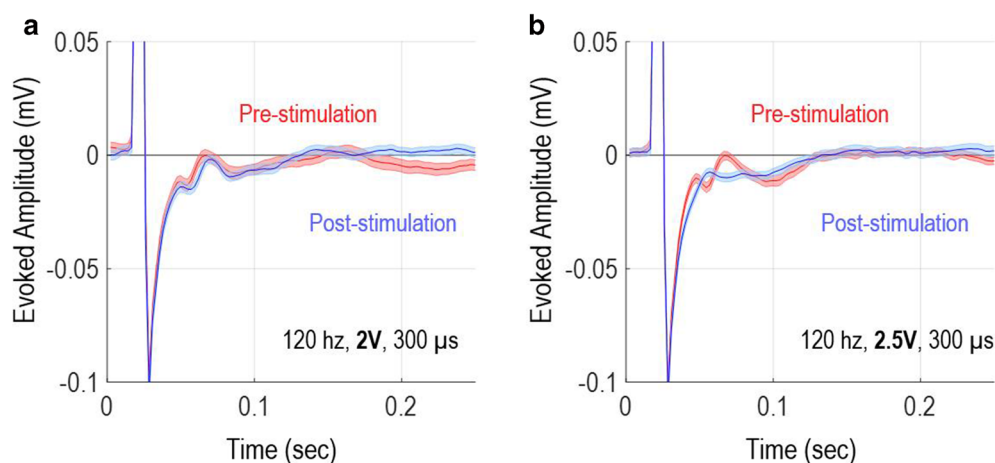 a
Evoked Amplitude (mV)
0.05
0
-0.05
-0.1
Pre-stimulation
Post-stimulation
120 hz, 2V, 300 µs
0
0.1
0.2
Time (sec)
b
Evoked Amplitude (mV)
0.05
0
-0.05
-0.1
Pre-stimulation
Post-stimulation
120 hz, 2.5V, 300 µs
0
0.1
0.2
Time (sec)